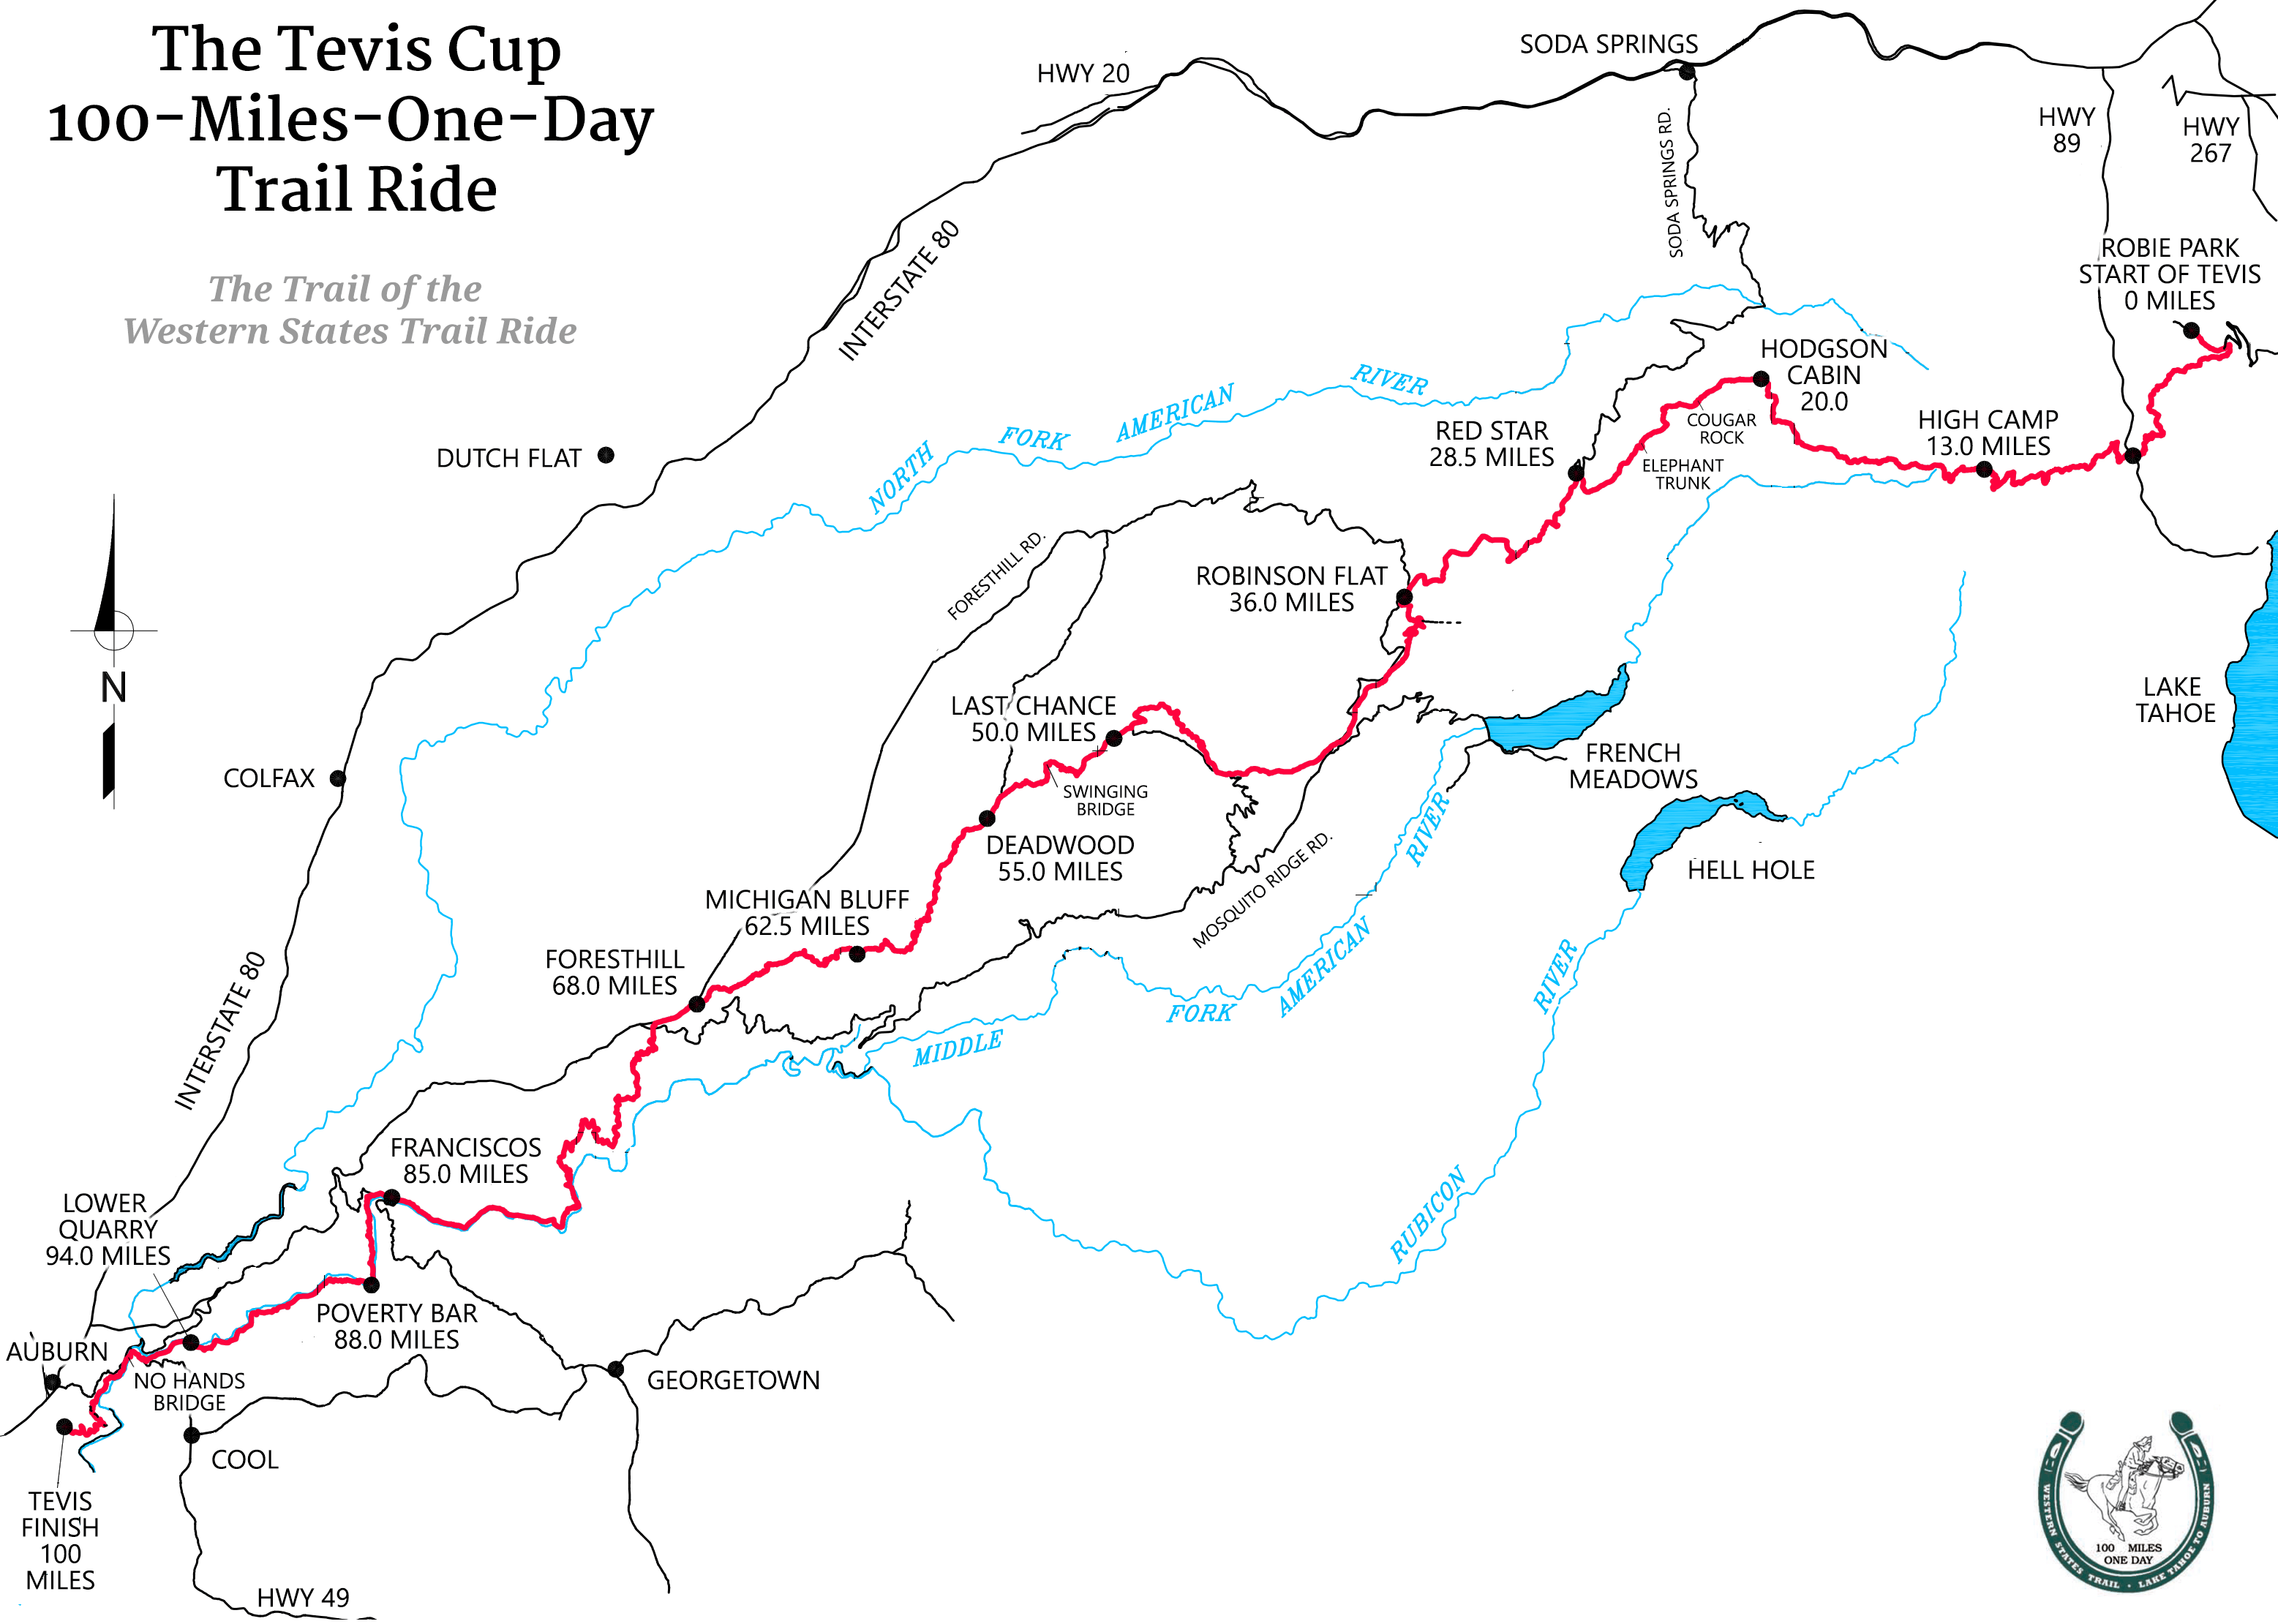 The Tevis Cup
100-Miles-One-Day
Trail Ride
The Trail of the
Western States Trail Ride
HWY 20
SODA SPRINGS
SODA SPRINGS RD.
HWY
89
HWY
267
ROBIE PARK
START OF TEVIS
0 MILES
INTERSTATE 80
HODGSON
CABIN
20.0
COUGAR
ROCK
HIGH CAMP
13.0 MILES
RED STAR
28.5 MILES
ELEPHANT
TRUNK
NORTH
FORK
AMERICAN
RIVER
DUTCH FLAT
FORESTHILL RD.
ROBINSON FLAT
36.0 MILES
N
LAST CHANCE
50.0 MILES
SWINGING
BRIDGE
LAKE
TAHOE
FRENCH
MEADOWS
COLFAX
DEADWOOD
55.0 MILES
HELL HOLE
MOSQUITO RIDGE RD.
MICHIGAN BLUFF
62.5 MILES
FORESTHILL
68.0 MILES
MIDDLE
FORK
AMERICAN
RIVER
INTERSTATE 80
RUBICON
RIVER
FRANCISCOS
85.0 MILES
LOWER
QUARRY
94.0 MILES
POVERTY BAR
88.0 MILES
AUBURN
NO HANDS
BRIDGE
GEORGETOWN
COOL
TEVIS
FINISH
100
MILES
HWY 49
100 MILES
ONE DAY
WESTERN STATES TRAIL • LAKE TAHOE TO AUBURN